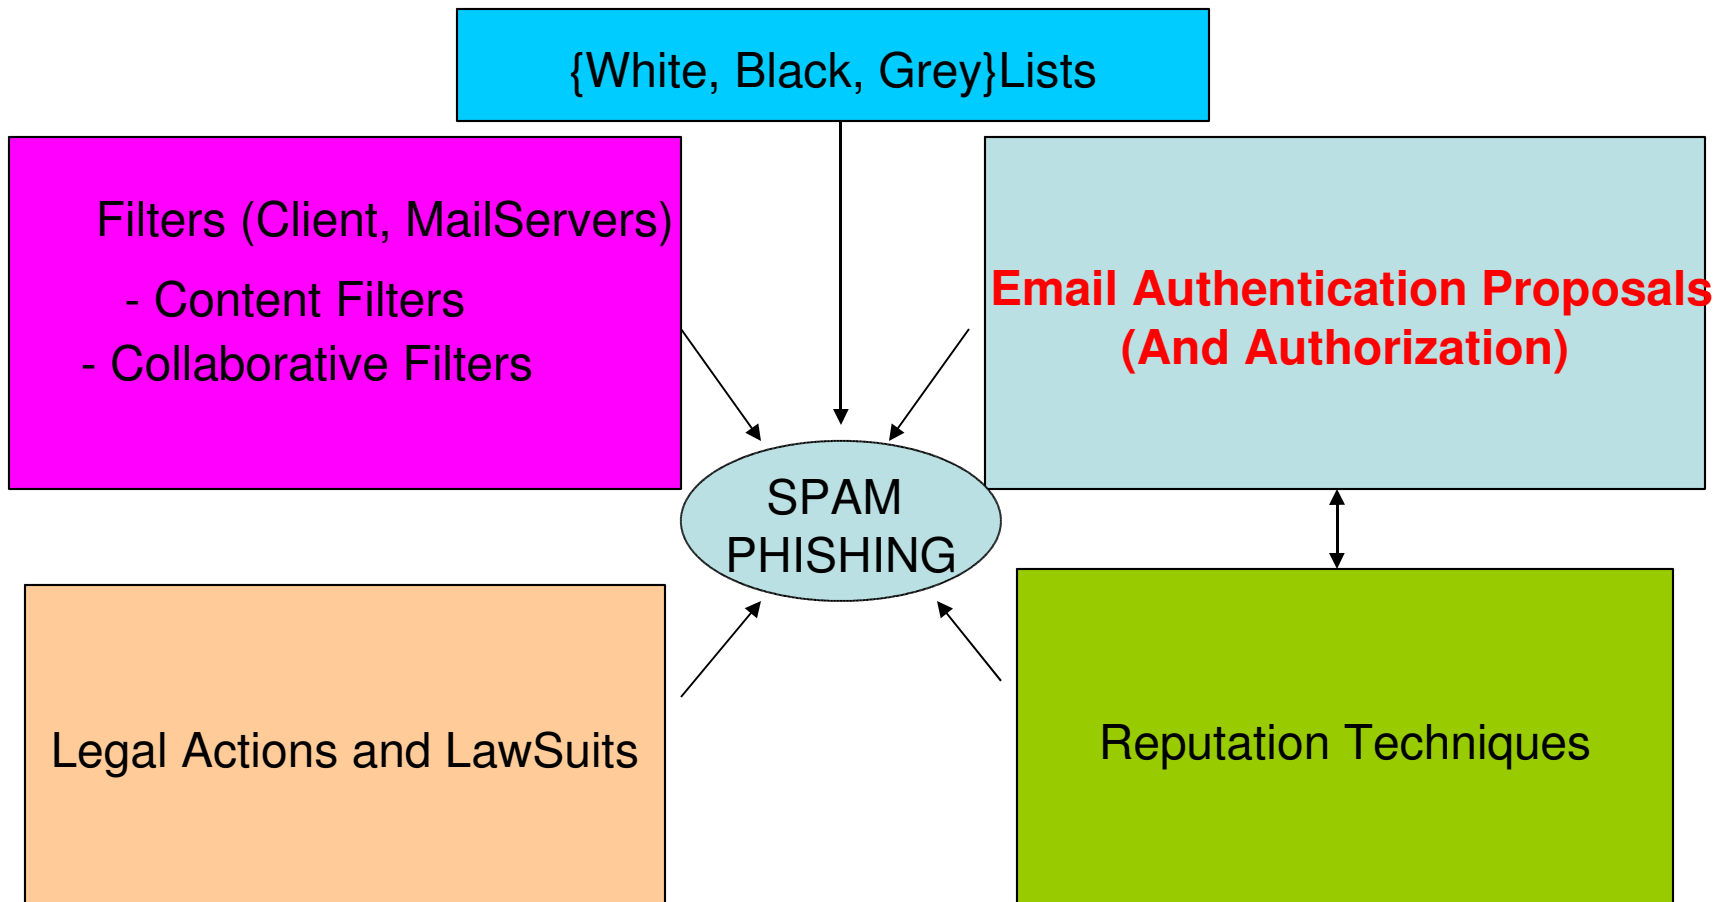 {White, Black, Grey}Lists
Filters (Client, MailServers)
- Content Filters
- Collaborative Filters
Email Authentication Proposals
(And Authorization)
SPAM
PHISHING
Legal Actions and LawSuits
Reputation Techniques